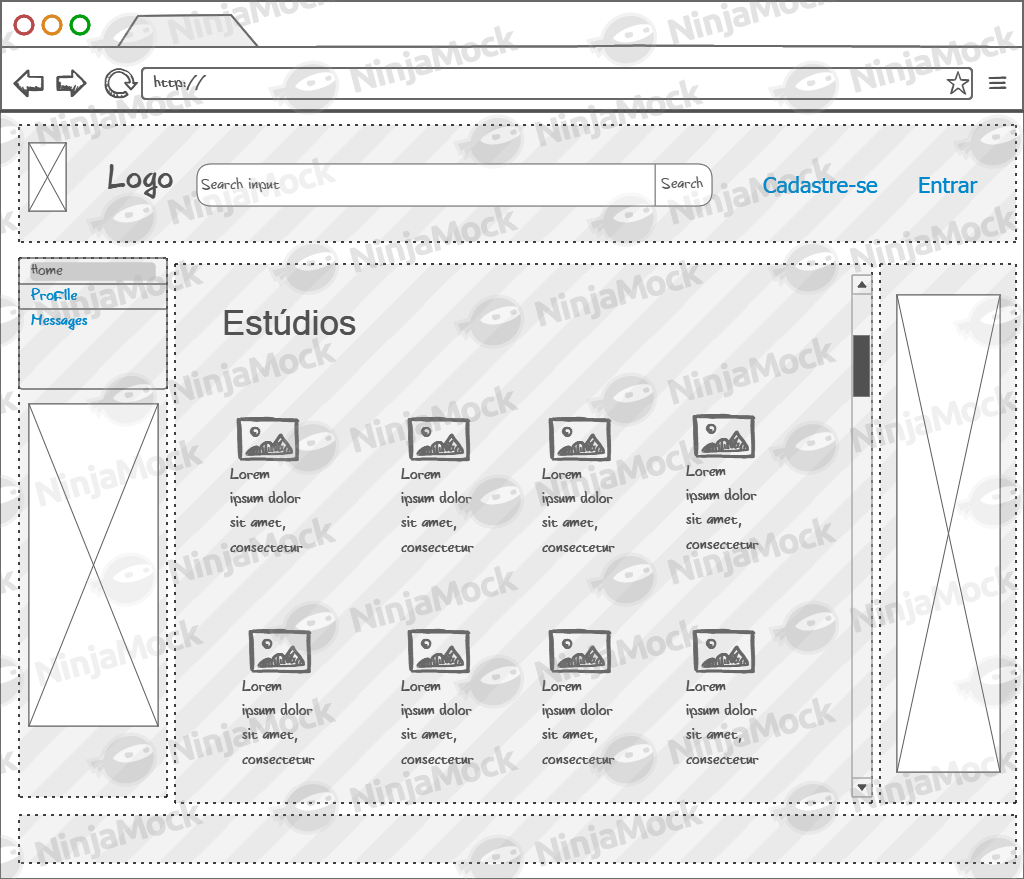 http://
Logo
Search input
Search
Cadastre-se
Entrar
Home
Profile
Messages
Estúdios
Lorem
ipsum dolor
sit amet,
consectetur
Lorem
ipsum dolor
sit amet,
consectetur
Lorem
ipsum dolor
sit amet,
consectetur
Lorem
ipsum dolor
sit amet,
consectetur
Lorem
ipsum dolor
sit amet,
consectetur
Lorem
ipsum dolor
sit amet,
consectetur
Lorem
ipsum dolor
sit amet,
consectetur
Lorem
ipsum dolor
sit amet,
consectetur
NinjaMock